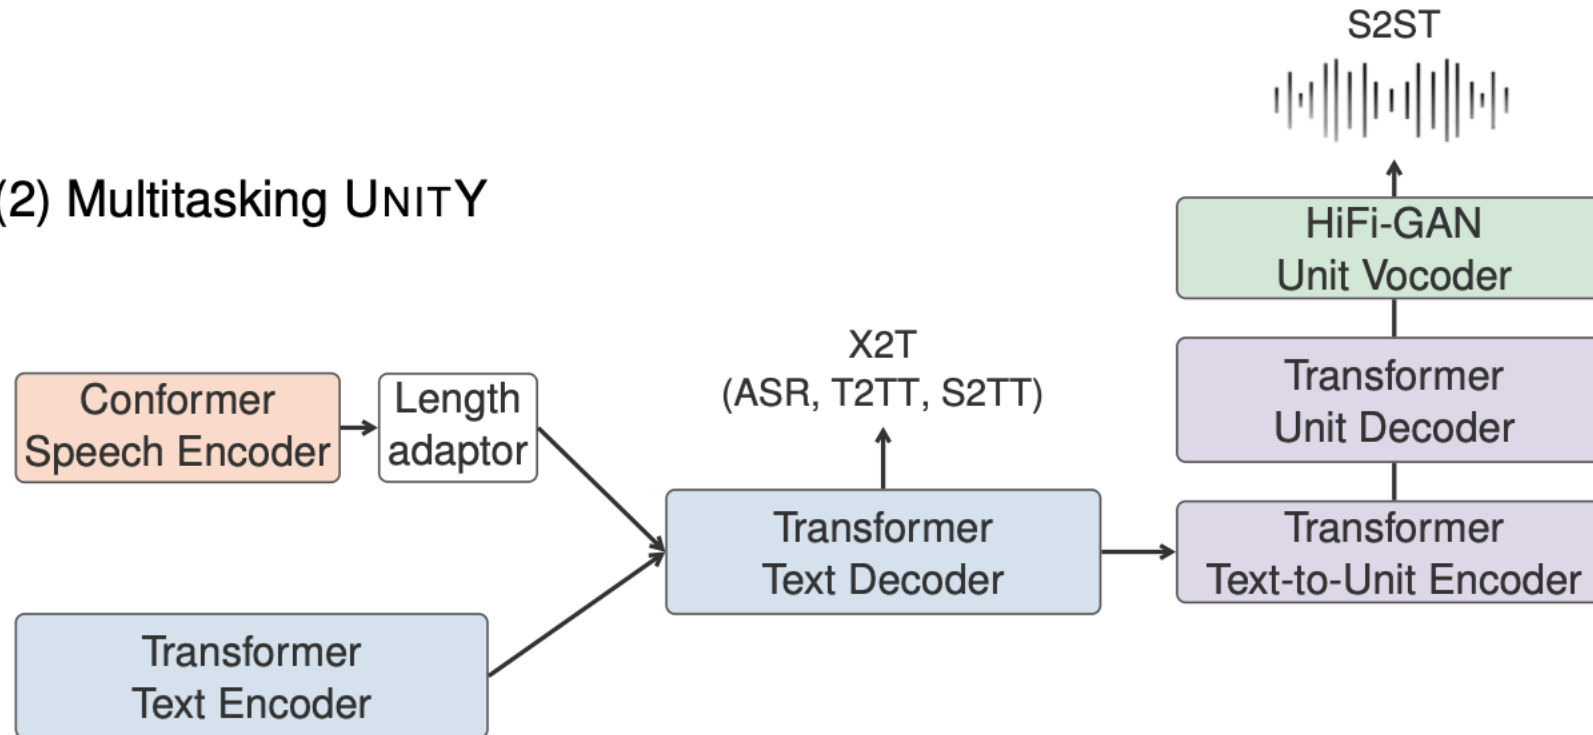 S2ST
(2) Multitasking UNITY
HiFi-GAN
Unit Vocoder
X2T
(ASR, T2TT, S2TT)
Transformer
Unit Decoder
Conformer
Speech Encoder
Length
adaptor
Transformer
Text Decoder
Transformer
Text-to-Unit Encoder
Transformer
Text Encoder